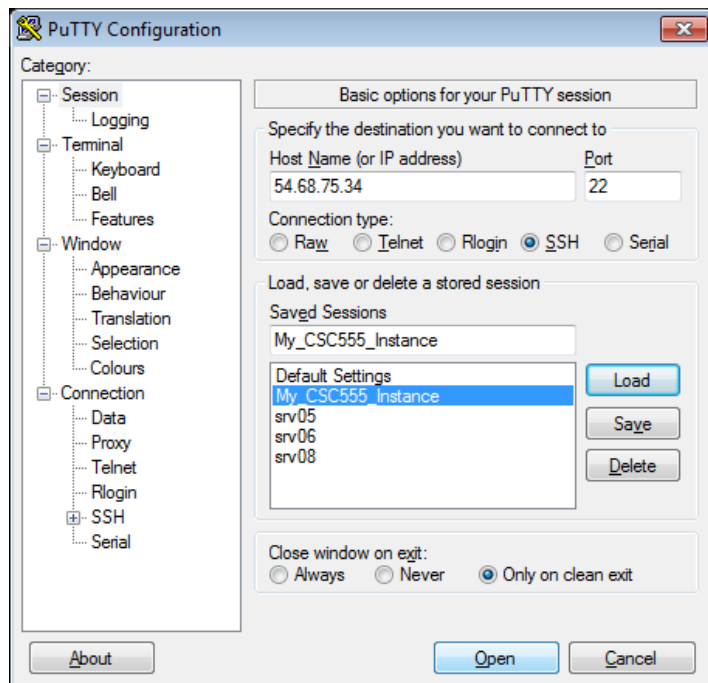 PuTTY Configuration
Category:
Session
Logging
Terminal
Keyboard
Bell
Features
Window
Appearance
Behaviour
Translation
Selection
Colours
Connection
Data
Proxy
Telnet
Rlogin
SSH
Serial
Basic options for your PuTTY session
Specify the destination you want to connect to
Host Name (or IP address) Port
54.68.75.34 22
Connection type:
Raw Telnet Rlogin SSH Serial
Load, save or delete a stored session
Saved Sessions
My_CSC555_Instance
Default Settings
My_CSC555_Instance
srv05
srv06
srv08
Load
Save
Delete
Close window on exit:
Always Never Only on clean exit
About Open Cancel